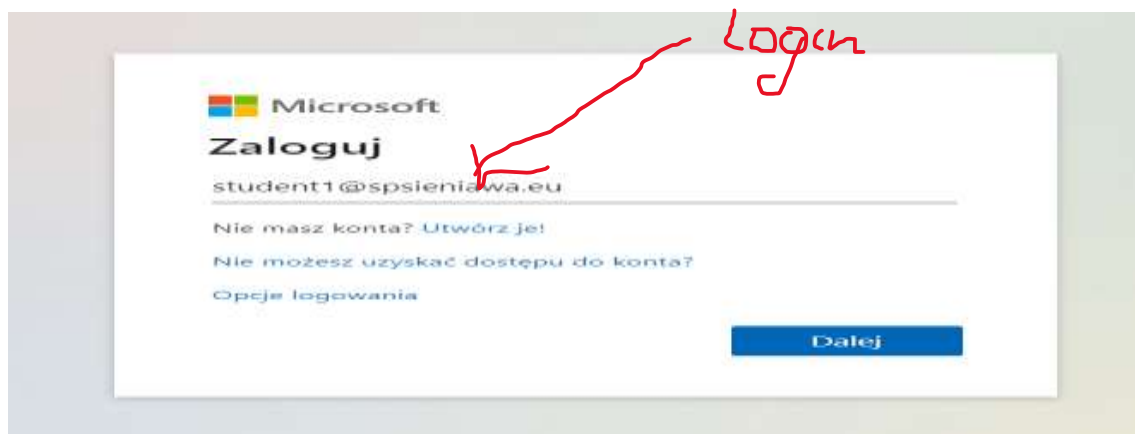 Login
Microsoft
Zaloguj
student1@spsieniawa.eu
Nie masz konta? Utwórz je!
Nie możesz uzyskać dostępu do konta?
Opcje logowania
Dalej